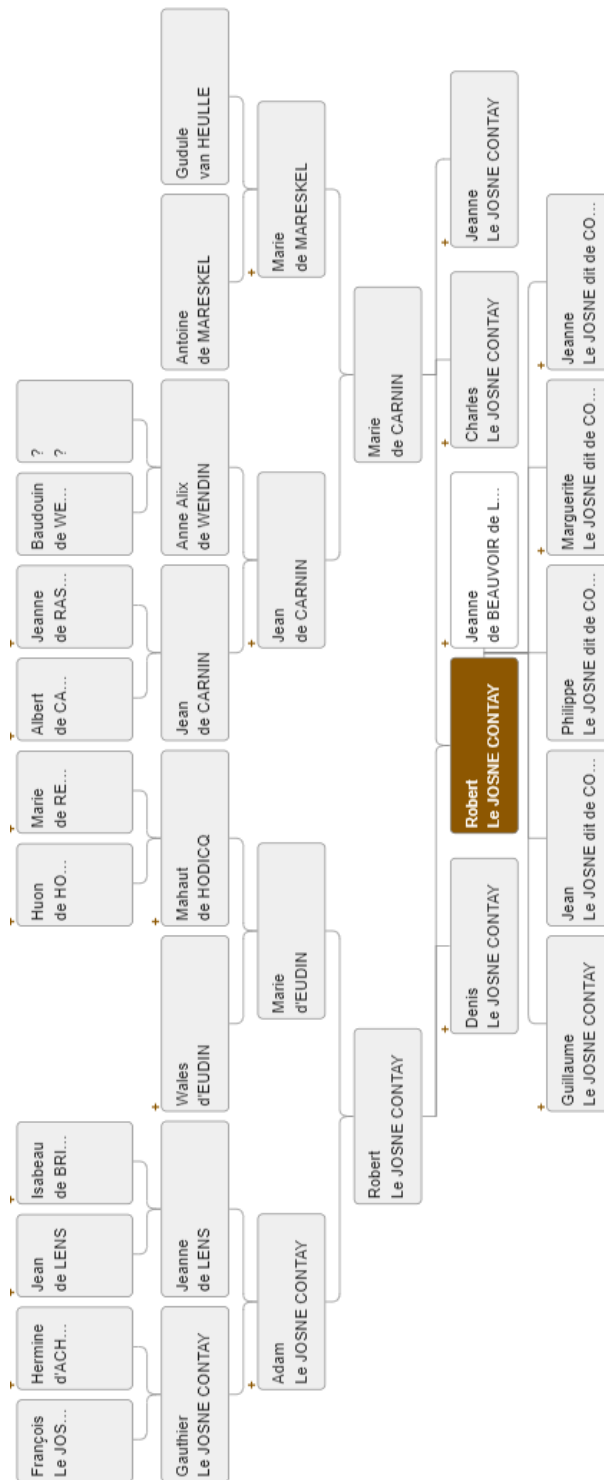 François
Le JOS...
Hermine
d'ACH...
Jean
de LENS
Isabeau
de BRI...
Huon
de HO...
Marie
de RE...
Albert
de CA...
Jeanne
de RAS...
Baudouin
de WE...
?
?
Gauthier
Le JOSNE CONTAY
Jeanne
de LENS
Wales
d'EUDIN
Mahaut
de HODICQ
Jean
de CARNIN
Anne Alix
de WENDIN
Antoine
de MARESKEL
Gudule
van HEULLE
Adam
Le JOSNE CONTAY
Marie
d'EUDIN
Jean
de CARNIN
Marie
de MARESKEL
Robert
Le JOSNE CONTAY
Marie
de CARNIN
Denis
Le JOSNE CONTAY
Robert
Le JOSNE CONTAY
Jeanne
de BEAUVOIR de L...
Charles
Le JOSNE CONTAY
Jeanne
Le JOSNE CONTAY
Guillaume
Le JOSNE CONTAY
Jean
Le JOSNE dit de CO...
Philippe
Le JOSNE dit de CO...
Marguerite
Le JOSNE dit de CO...
Jeanne
Le JOSNE dit de CO...